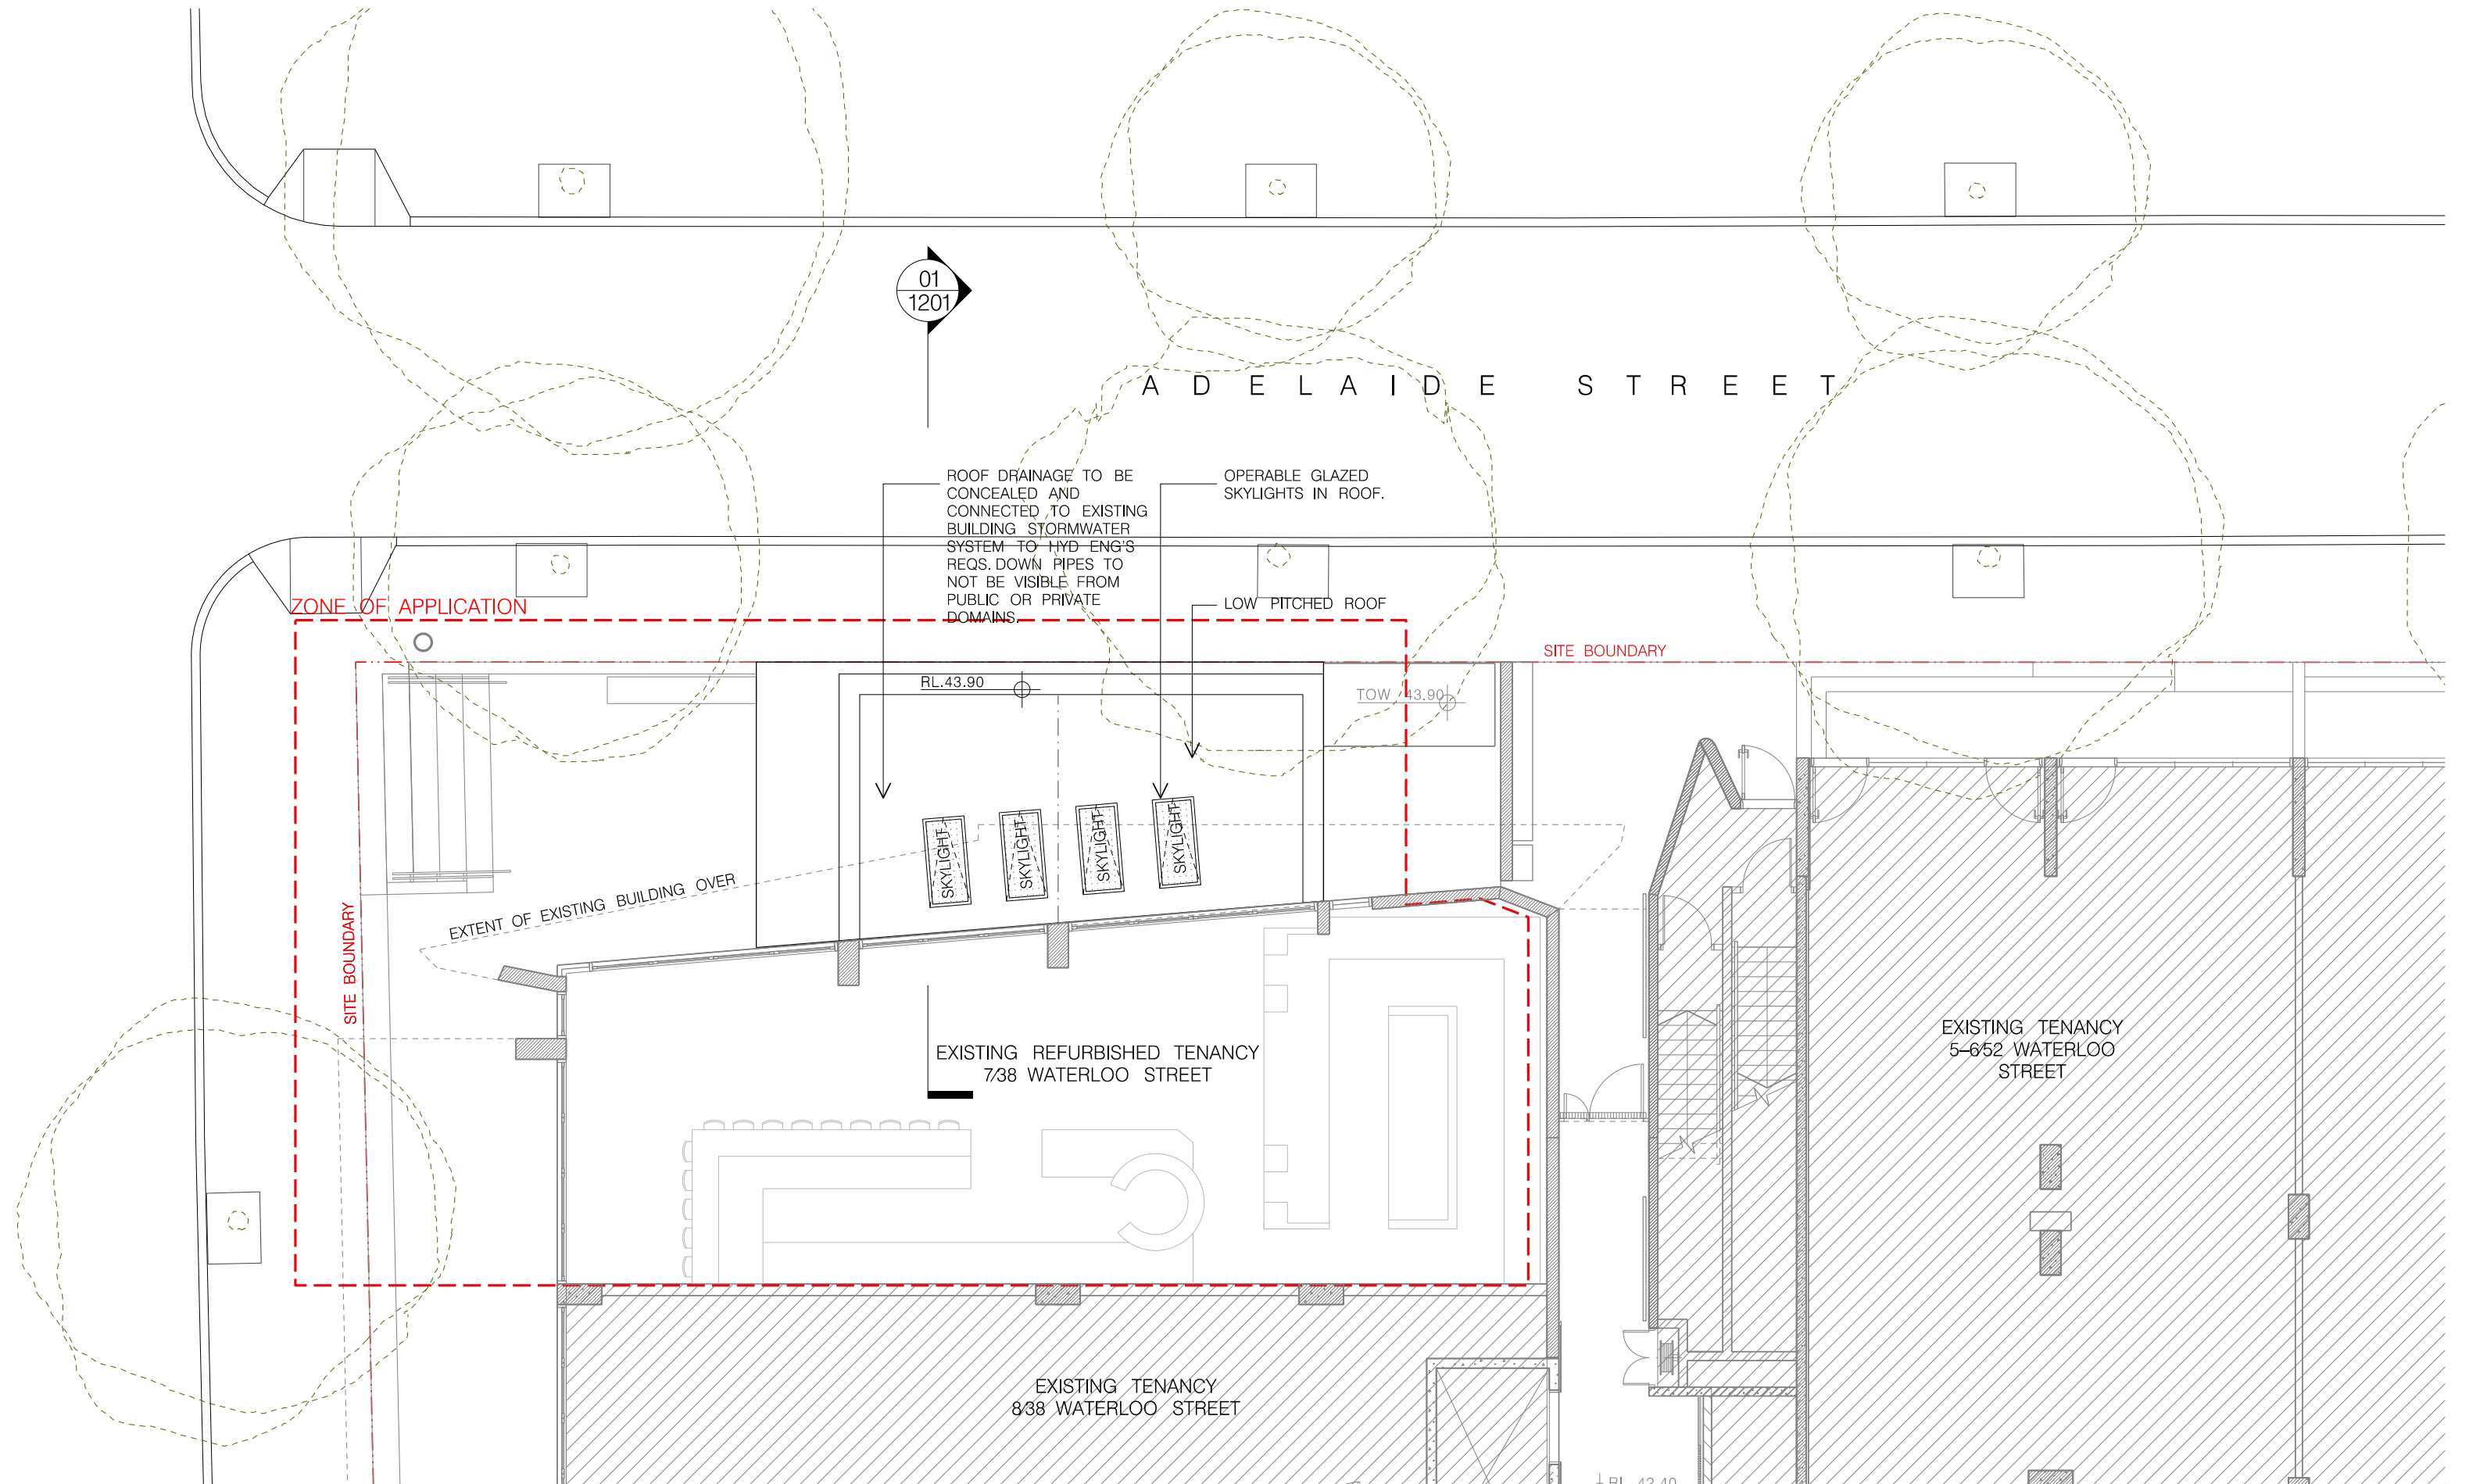 01
1201
ADELAIDE STREET
ROOF DRAINAGE TO BE
CONCEALED AND
CONNECTED TO EXISTING
BUILDING STORMWATER
SYSTEM TO HYD ENG'S
REQS. DOWN PIPES TO
NOT BE VISIBLE FROM
PUBLIC OR PRIVATE
DOMAINS.
OPERABLE GLAZED
SKYLIGHTS IN ROOF.
LOW PITCHED ROOF
ZONE OF APPLICATION
SITE BOUNDARY
RL.43.90
TOW 43.90
SKYLIGHT
SKYLIGHT
SKYLIGHT
SKYLIGHT
EXTENT OF EXISTING BUILDING OVER
SITE BOUNDARY
EXISTING REFURBISHED TENANCY
7/38 WATERLOO STREET
EXISTING TENANCY
5–6/52 WATERLOO
STREET
EXISTING TENANCY
8/38 WATERLOO STREET